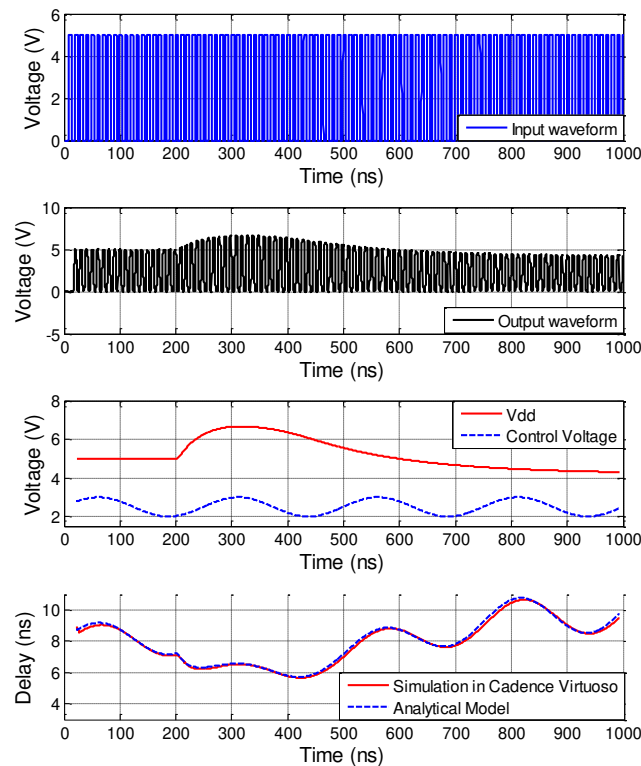 6
4
2
0
Voltage (V)
Input waveform
0 100 200 300 400 500 600 700 800 900 1000
Time (ns)
10
5
0
-5
Voltage (V)
Output waveform
0 100 200 300 400 500 600 700 800 900 1000
Time (ns)
8
6
4
2
Voltage (V)
Vdd
Control Voltage
0 100 200 300 400 500 600 700 800 900 1000
Time (ns)
10
8
6
4
Delay (ns)
Simulation in Cadence Virtuoso
Analytical Model
0 100 200 300 400 500 600 700 800 900 1000
Time (ns)